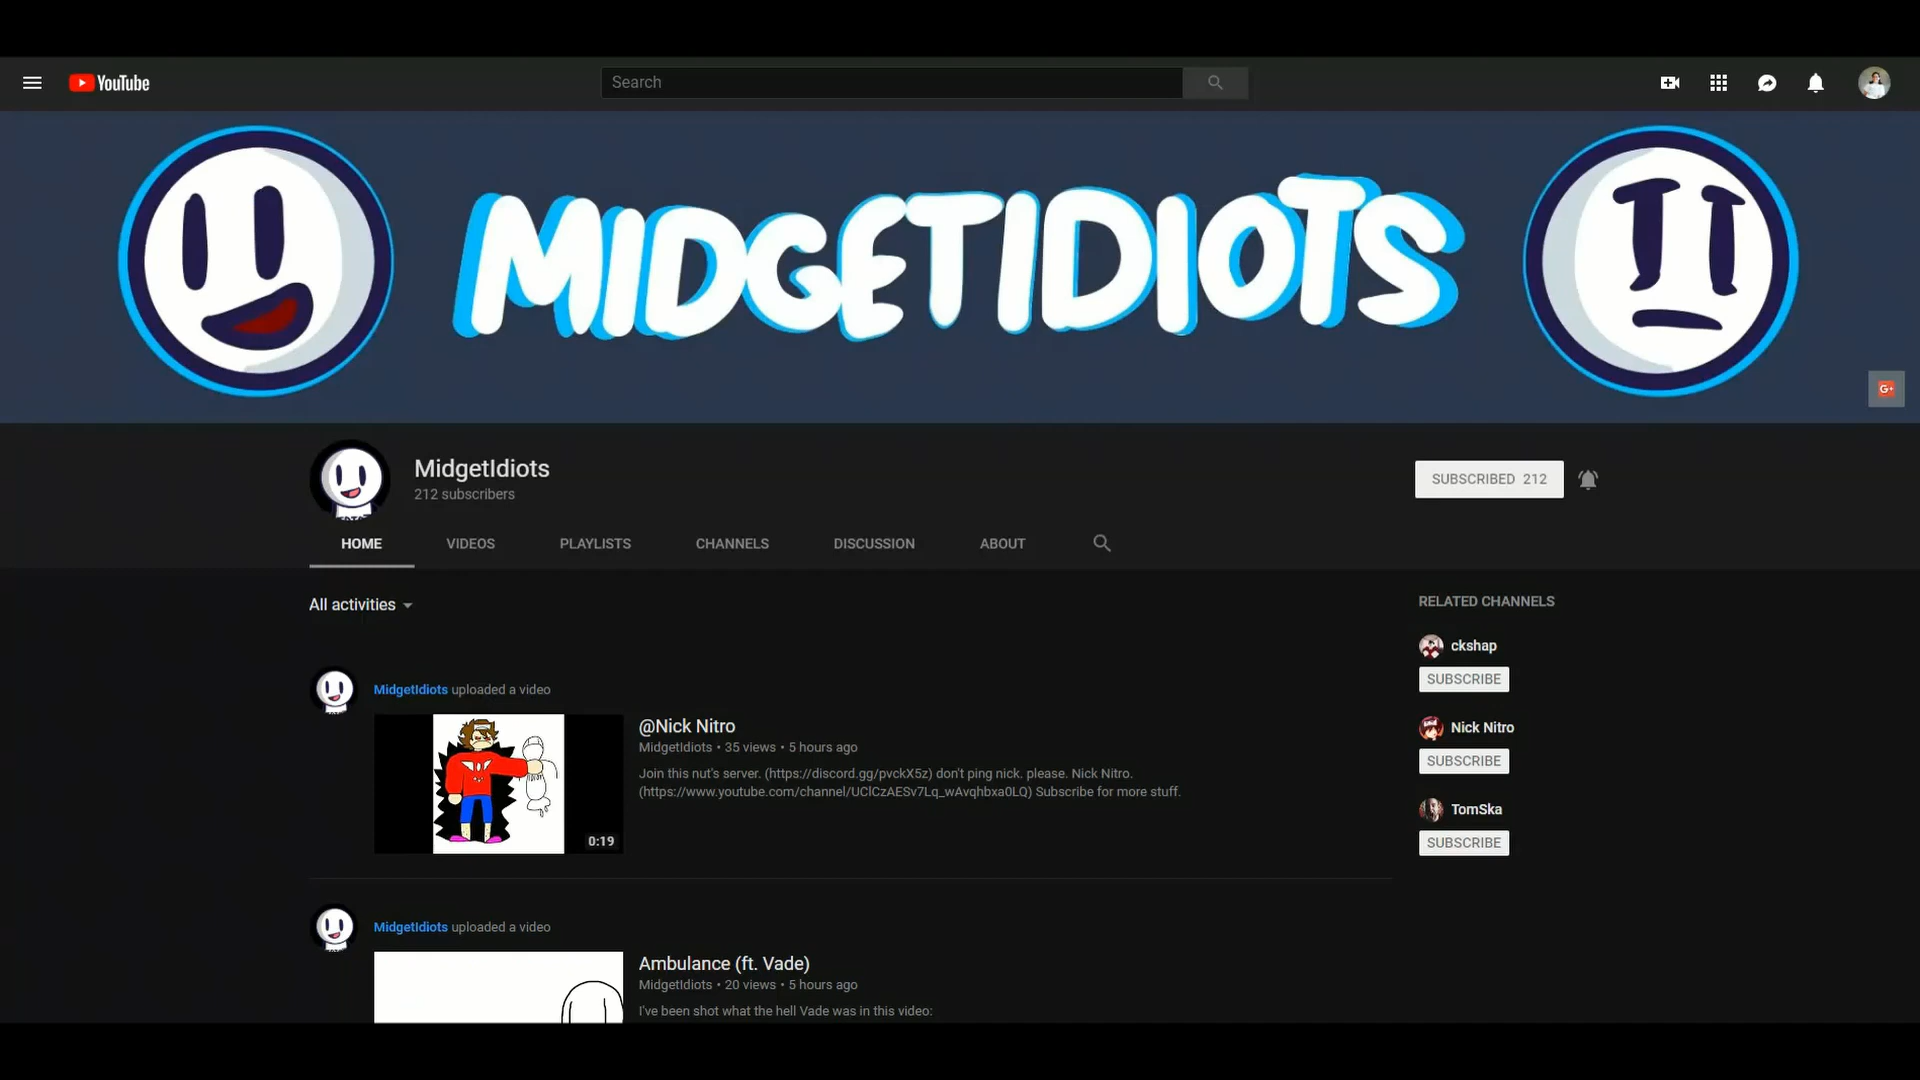 YouTube
Search
MIDGETIDIOTS
G+
MidgetIdiots
212 subscribers
SUBSCRIBED 212
HOME VIDEOS PLAYLISTS CHANNELS DISCUSSION ABOUT
All activities
RELATED CHANNELS
ckshap
SUBSCRIBE
Nick Nitro
SUBSCRIBE
TomSka
SUBSCRIBE
MidgetIdiots uploaded a video
@Nick Nitro
MidgetIdiots • 35 views • 5 hours ago
Join this nut's server. (https://discord.gg/pvckX5z) don't ping nick. please. Nick Nitro.
(https://www.youtube.com/channel/UClCzAESv7Lq_wAvqhbxa0LQ) Subscribe for more stuff.
0:19
MidgetIdiots uploaded a video
Ambulance (ft. Vade)
MidgetIdiots • 20 views • 5 hours ago
I've been shot what the hell Vade was in this video: